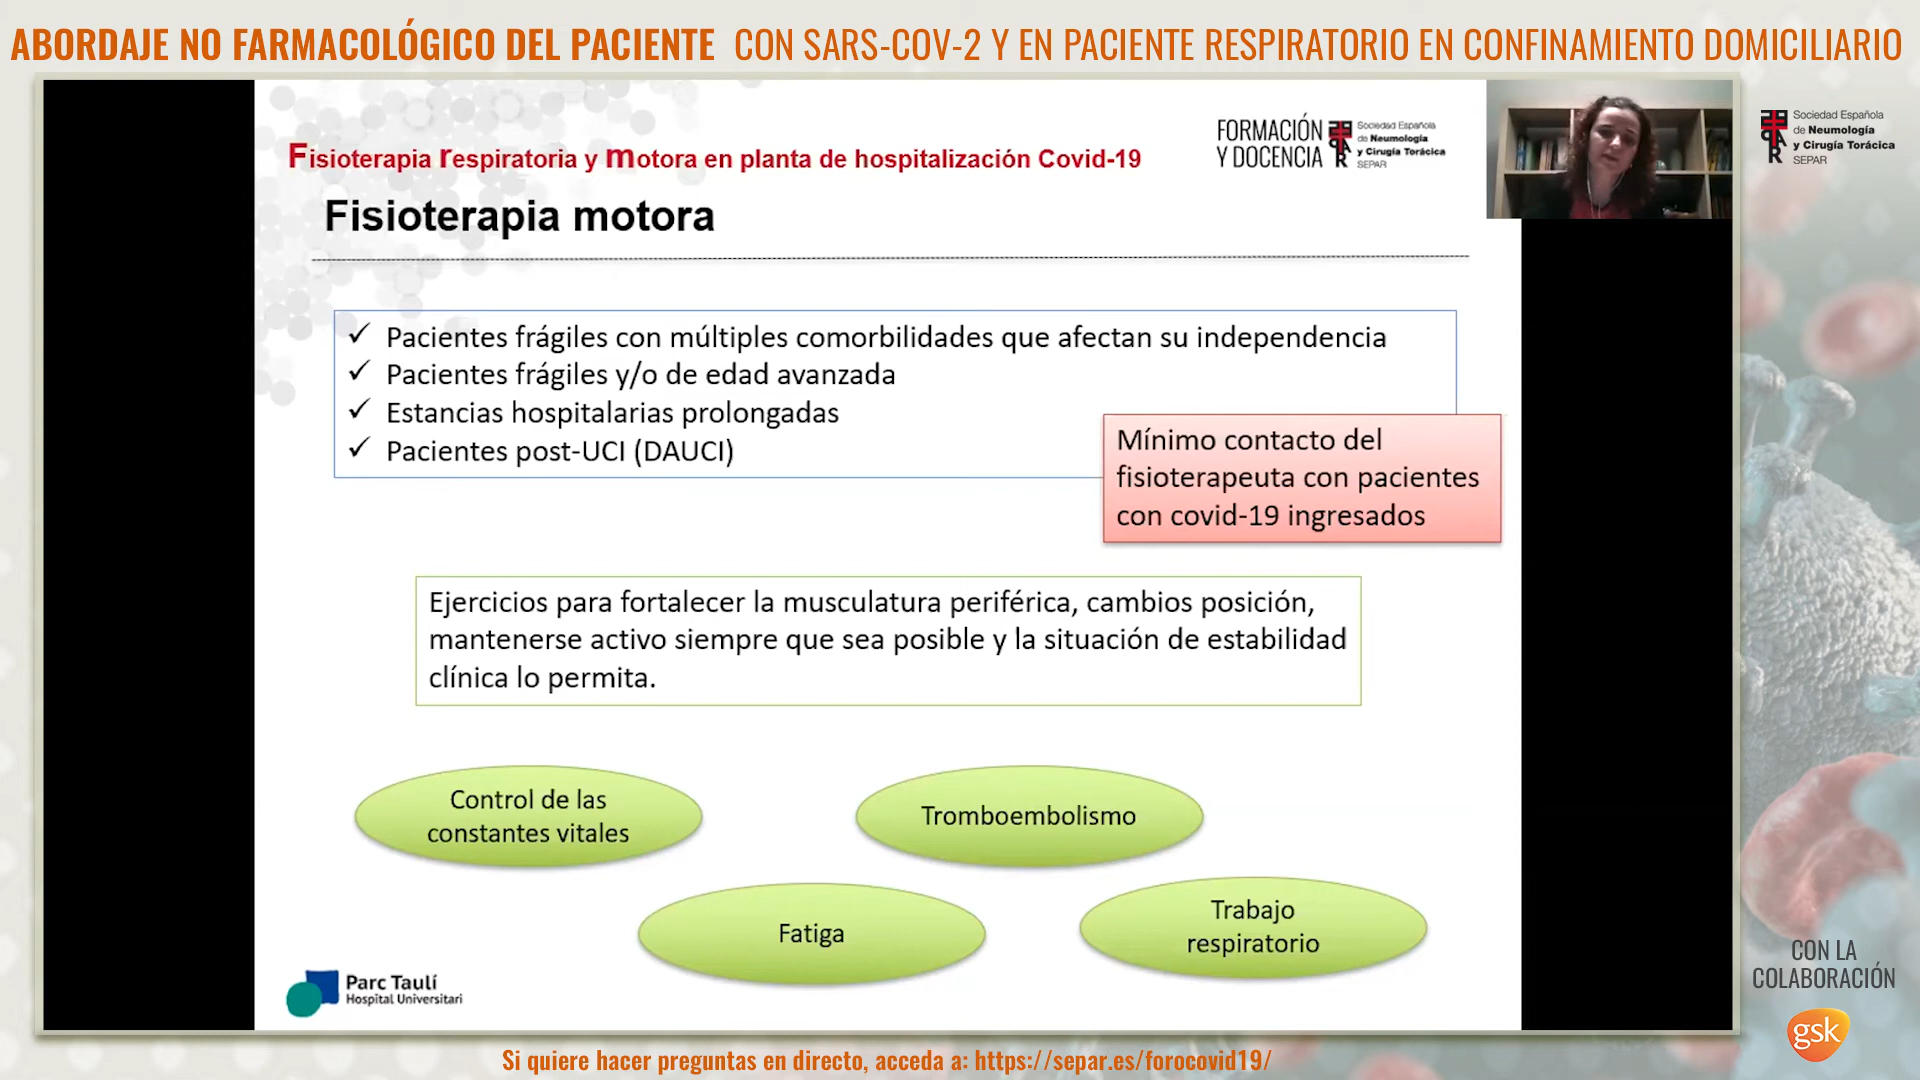 ABORDAJE NO FARMACOLÓGICO DEL PACIENTE CON SARS-COV-2 Y EN PACIENTE RESPIRATORIO EN CONFINAMIENTO DOMICILIARIO
Fisioterapia respiratoria y motora en planta de hospitalización Covid-19
FORMACIÓN
Y DOCENCIA
Sociedad Española
de Neumología
y Cirugía Torácica
SEPAR
Sociedad Española
de Neumología
y Cirugía Torácica
SEPAR
Fisioterapia motora
✓ Pacientes frágiles con múltiples comorbilidades que afectan su independencia
✓ Pacientes frágiles y/o de edad avanzada
✓ Estancias hospitalarias prolongadas
✓ Pacientes post-UCI (DAUCI)
Mínimo contacto del
fisioterapeuta con pacientes
con covid-19 ingresados
Ejercicios para fortalecer la musculatura periférica, cambios posición,
mantenerse activo siempre que sea posible y la situación de estabilidad
clínica lo permita.
Control de las
constantes vitales
Tromboembolismo
Fatiga
Trabajo
respiratorio
Parc Taulí
Hospital Universitari
CON LA
COLABORACIÓN
gsk
Si quiere hacer preguntas en directo, acceda a: https://separ.es/forocovid19/